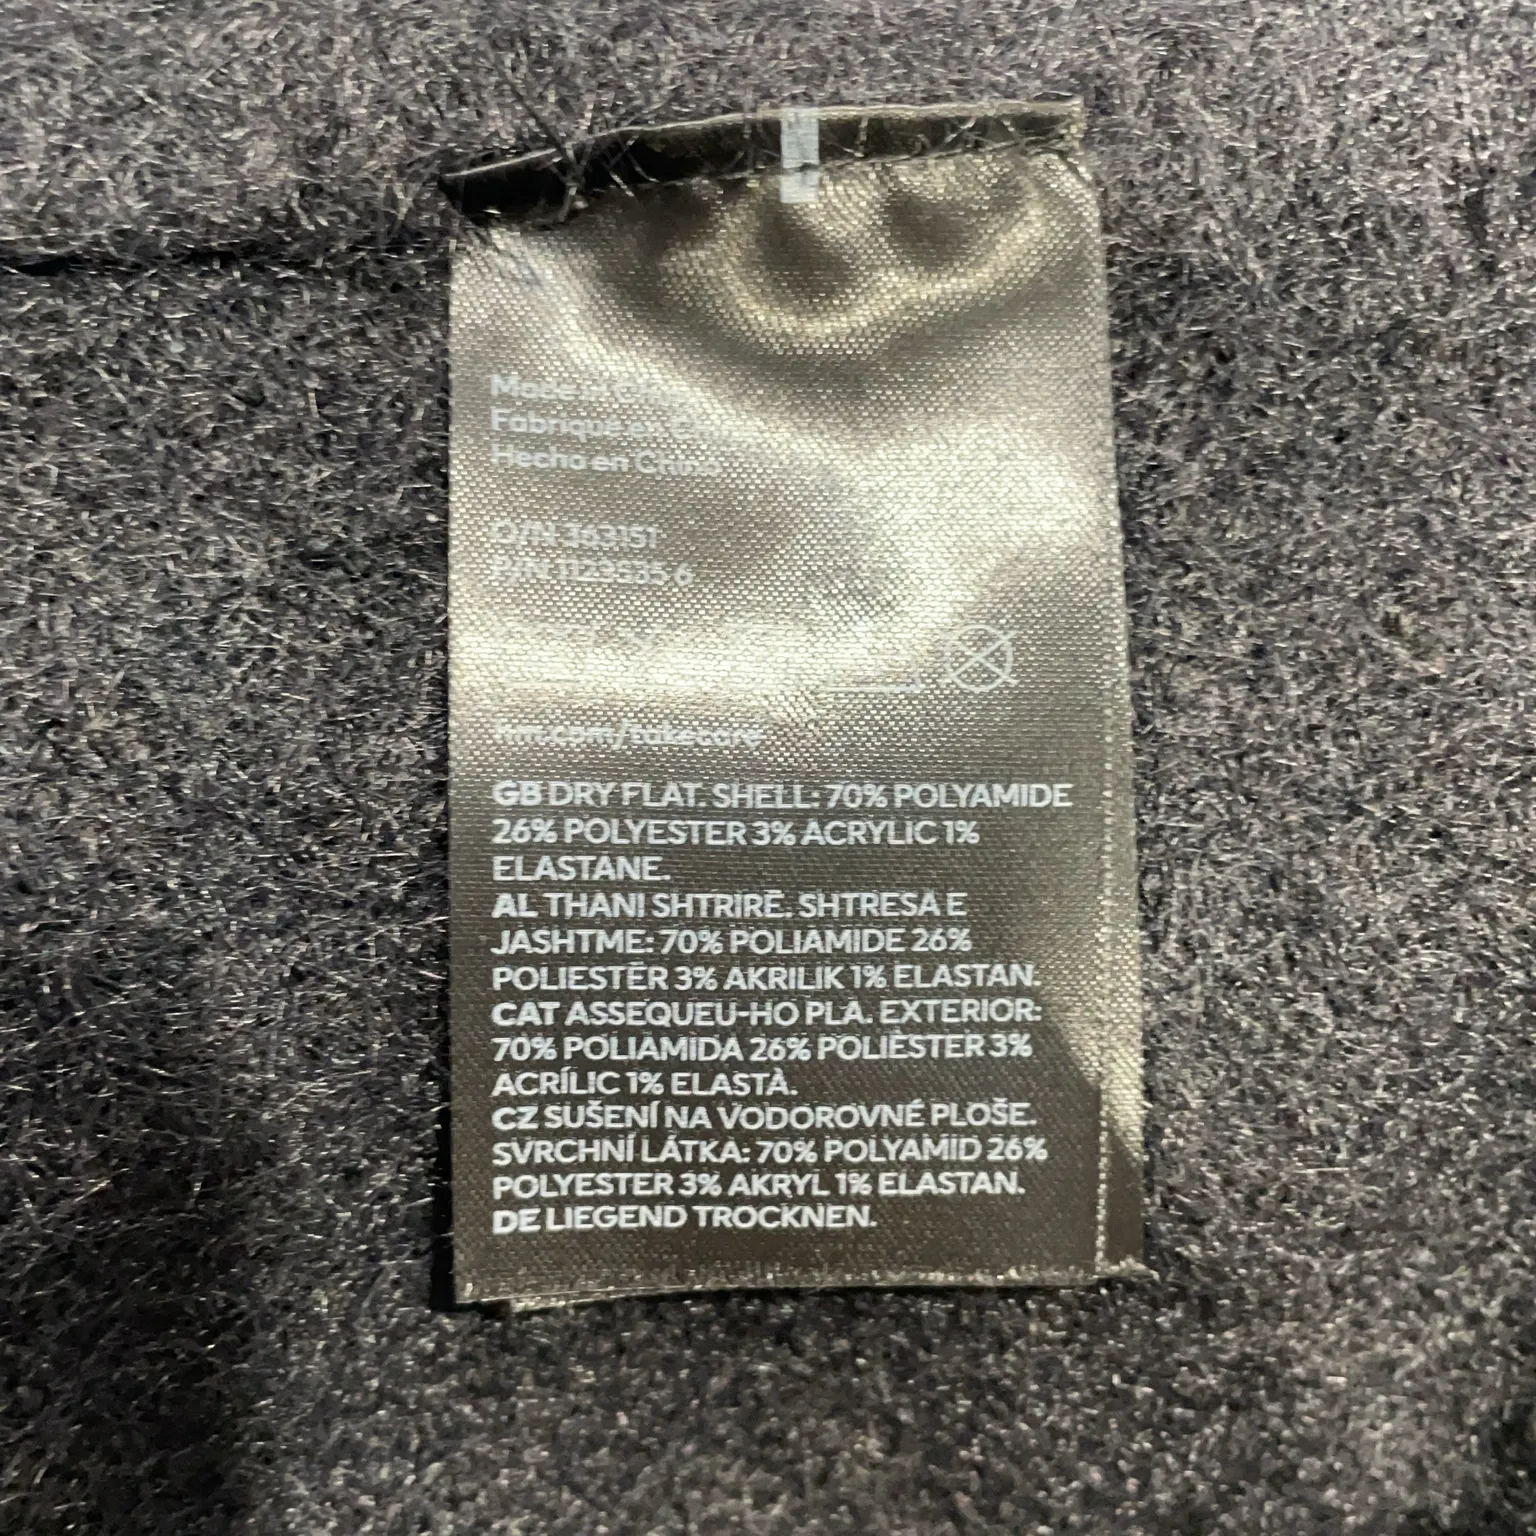 Made in China
Fabriqué en Chine
Hecho en China
O/N 363151
P/N
hm.com/takecare
GB DRY FLAT. SHELL: 70% POLYAMIDE
26% POLYESTER 3% ACRYLIC 1%
ELASTANE.
AL THANI SHTRIRË. SHTRESA E
JASHTME: 70% POLIAMIDE 26%
POLIESTËR 3% AKRILIK 1% ELASTAN.
CAT ASSEQUEU-HO PLA. EXTERIOR:
70% POLIAMIDA 26% POLIÈSTER 3%
ACRÍLIC 1% ELASTÀ.
CZ SUŠENÍ NA VODOROVNÉ PLOŠE.
SVRCHNÍ LÁTKA: 70% POLYAMID 26%
POLYESTER 3% AKRYL 1% ELASTAN.
DE LIEGEND TROCKNEN.